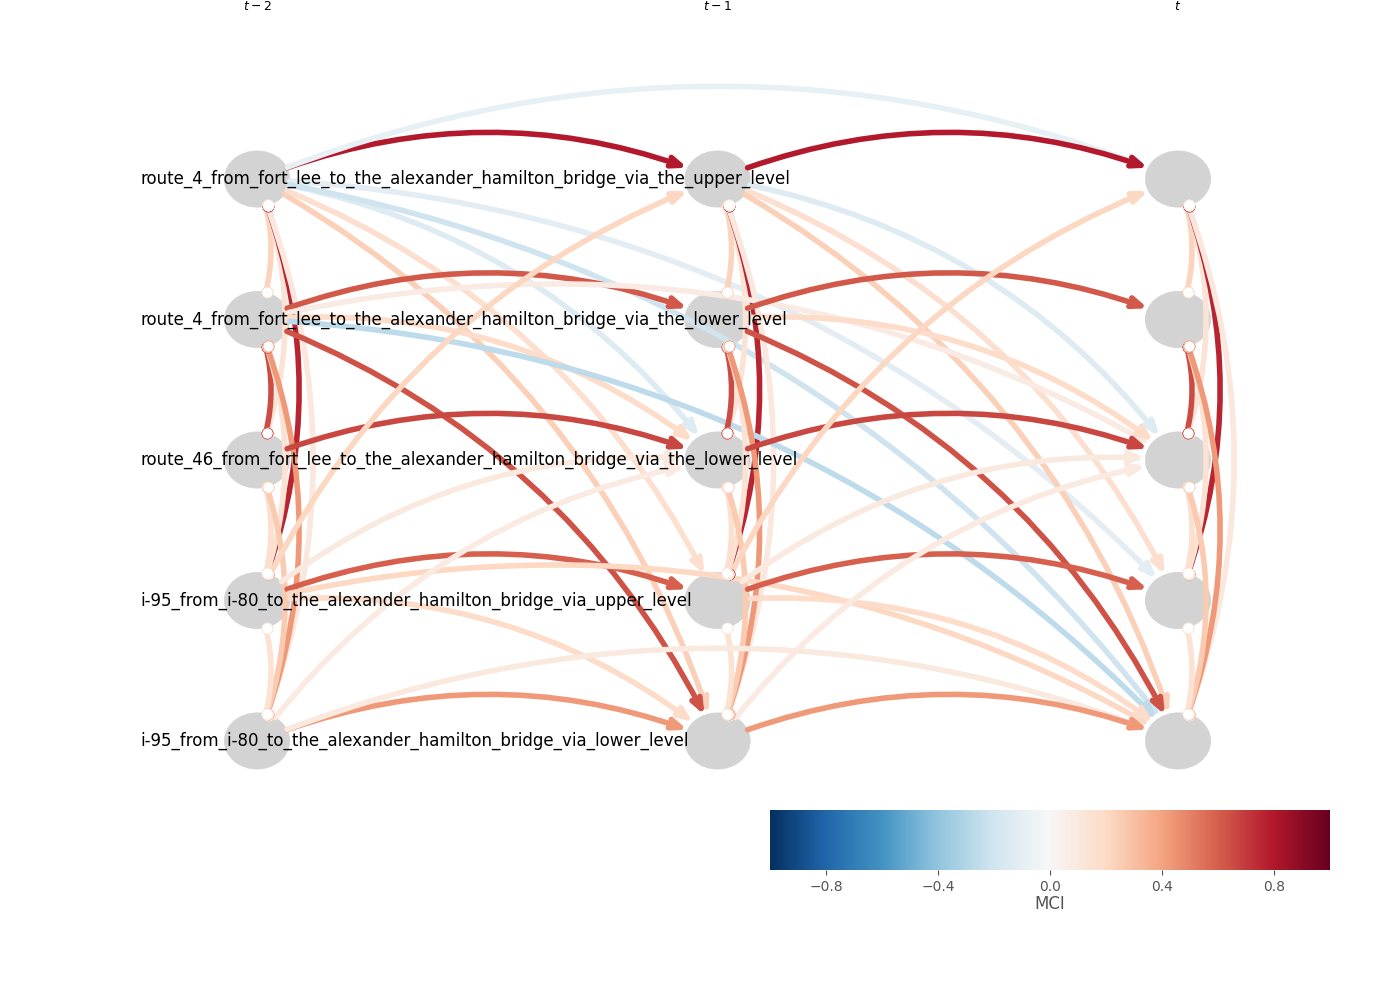 t − 2
t − 1
t
route_4_from_fort_lee_to_the_alexander_hamilton_bridge_via_the_upper_level
route_4_from_fort_lee_to_the_alexander_hamilton_bridge_via_the_lower_level
route_46_from_fort_lee_to_the_alexander_hamilton_bridge_via_the_lower_level
i-95_from_i-80_to_the_alexander_hamilton_bridge_via_upper_level
i-95_from_i-80_to_the_alexander_hamilton_bridge_via_lower_level
−0.8
−0.4
0.0
0.4
0.8
MCI